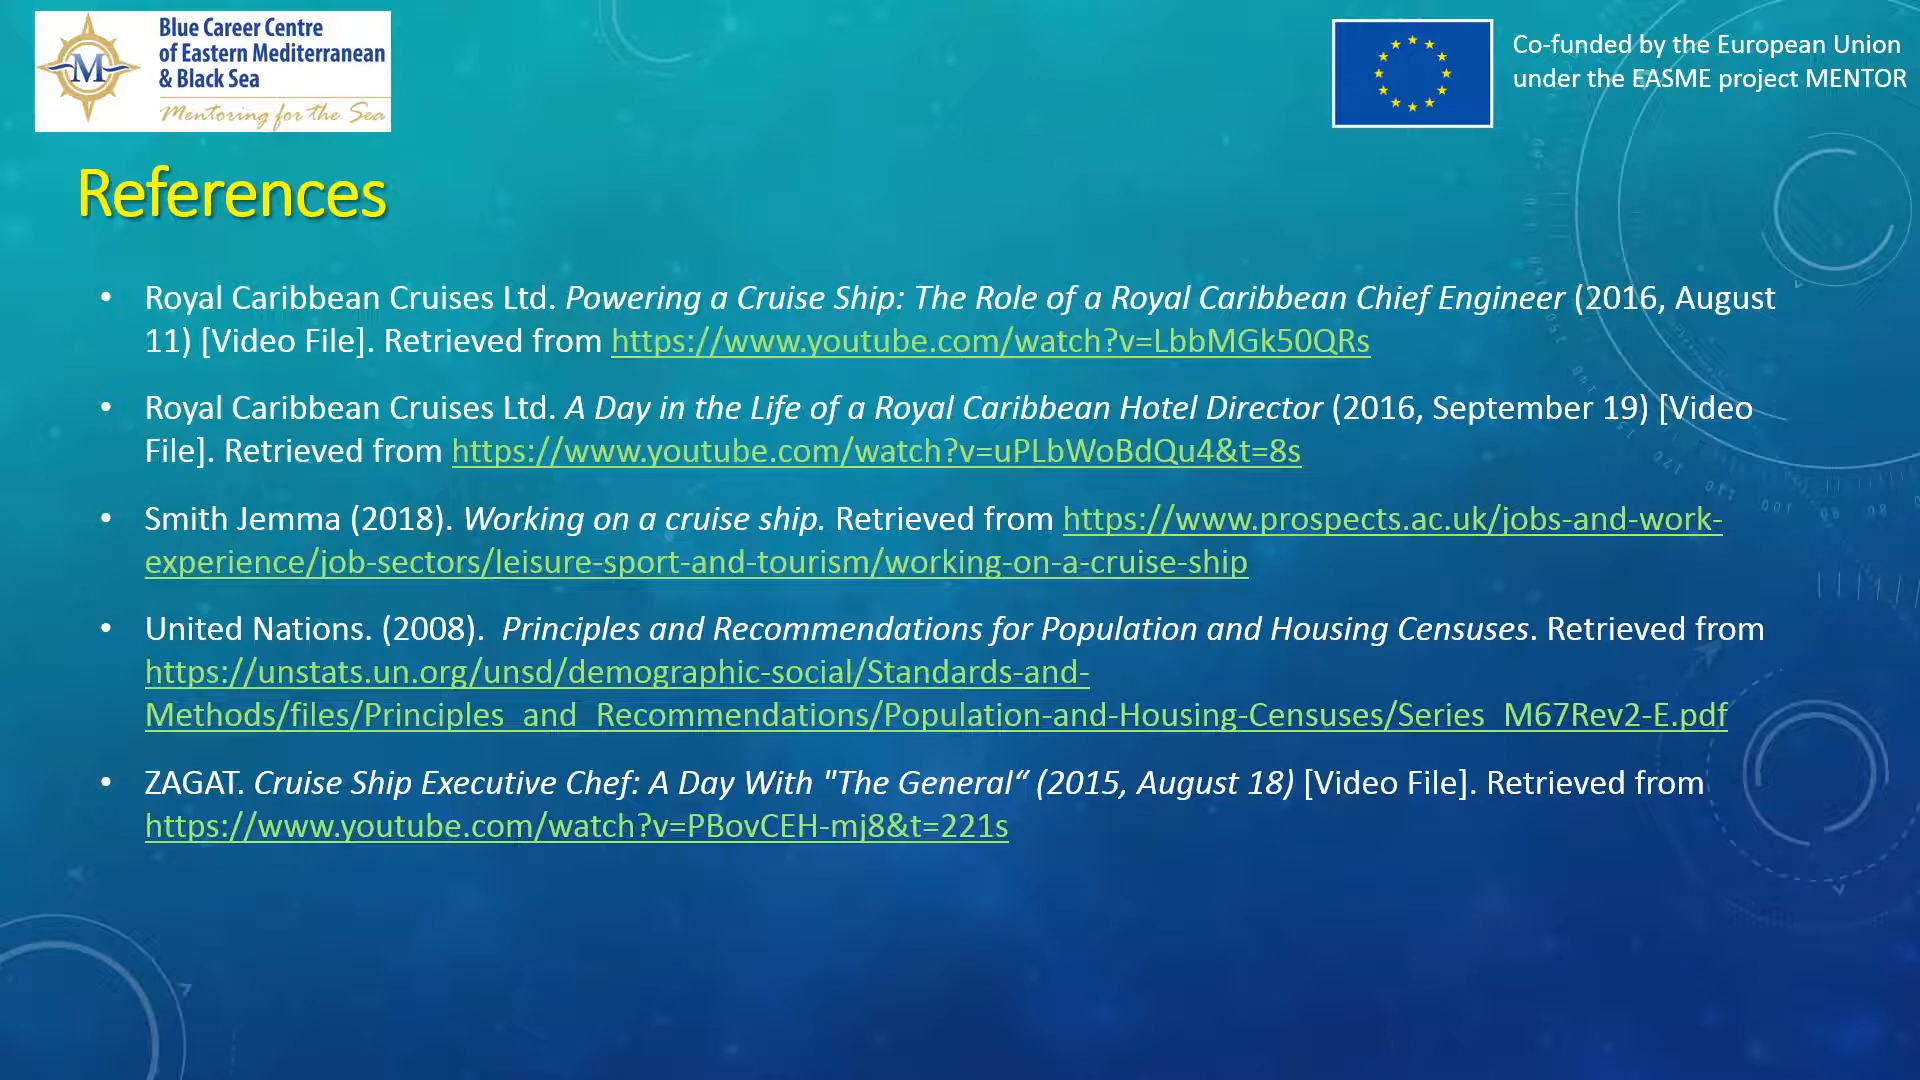 Blue Career Centre
of Eastern Mediterranean
& Black Sea
Mentoring for the Sea
M
Co-funded by the European Union
under the EASME project MENTOR
References
• Royal Caribbean Cruises Ltd. Powering a Cruise Ship: The Role of a Royal Caribbean Chief Engineer (2016, August
11) [Video File]. Retrieved from https://www.youtube.com/watch?v=LbbMGk50QRs
• Royal Caribbean Cruises Ltd. A Day in the Life of a Royal Caribbean Hotel Director (2016, September 19) [Video
File]. Retrieved from https://www.youtube.com/watch?v=uPLbWoBdQu4&t=8s
• Smith Jemma (2018). Working on a cruise ship. Retrieved from https://www.prospects.ac.uk/jobs-and-work-
experience/job-sectors/leisure-sport-and-tourism/working-on-a-cruise-ship
• United Nations. (2008).  Principles and Recommendations for Population and Housing Censuses. Retrieved from
https://unstats.un.org/unsd/demographic-social/Standards-and-
Methods/files/Principles_and_Recommendations/Population-and-Housing-Censuses/Series_M67Rev2-E.pdf
• ZAGAT. Cruise Ship Executive Chef: A Day With "The General“ (2015, August 18) [Video File]. Retrieved from
https://www.youtube.com/watch?v=PBovCEH-mj8&t=221s